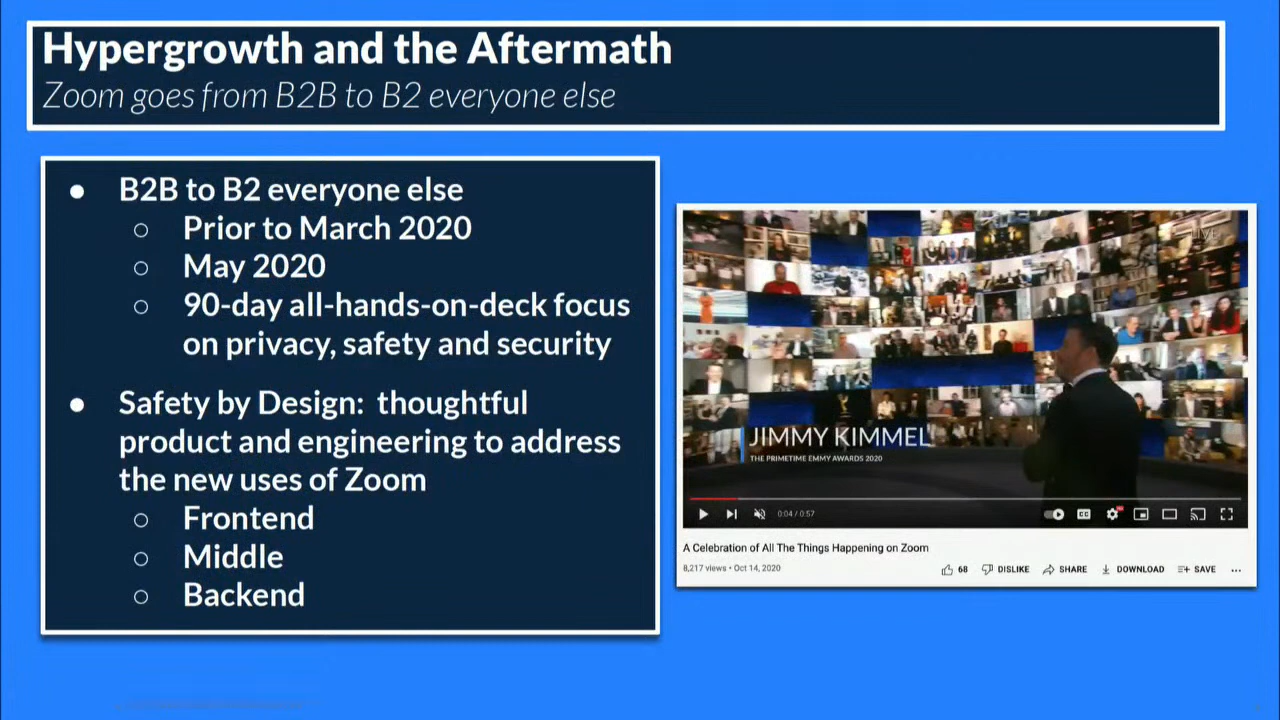 Hypergrowth and the Aftermath
Zoom goes from B2B to B2 everyone else
● B2B to B2 everyone else
○ Prior to March 2020
○ May 2020
○ 90-day all-hands-on-deck focus
on privacy, safety and security
● Safety by Design: thoughtful
product and engineering to address
the new uses of Zoom
○ Frontend
○ Middle
○ Backend
LIVE
JIMMY KIMMEL
THE PRIMETIME EMMY AWARDS 2020
0:04 / 0:57
CC
A Celebration of All The Things Happening on Zoom
8,217 views • Oct 14, 2020
68 DISLIKE SHARE DOWNLOAD SAVE ...